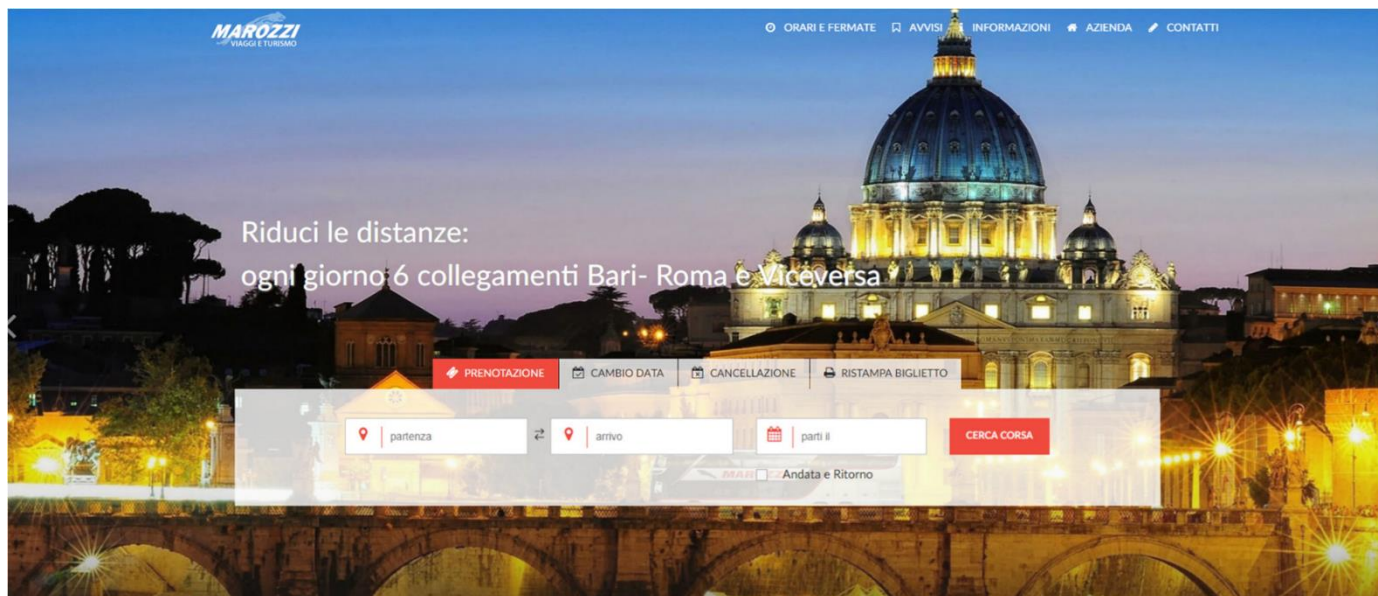 MAROZZI
VIAGGI E TURISMO
ORARI E FERMATE AVVISI INFORMAZIONI AZIENDA CONTATTI
Riduci le distanze:
ogni giorno 6 collegamenti Bari- Roma e Viceversa
PRENOTAZIONE CAMBIO DATA CANCELLAZIONE RISTAMPA BIGLIETTO
partenza arrivo parti il CERCA CORSA
Andata e Ritorno